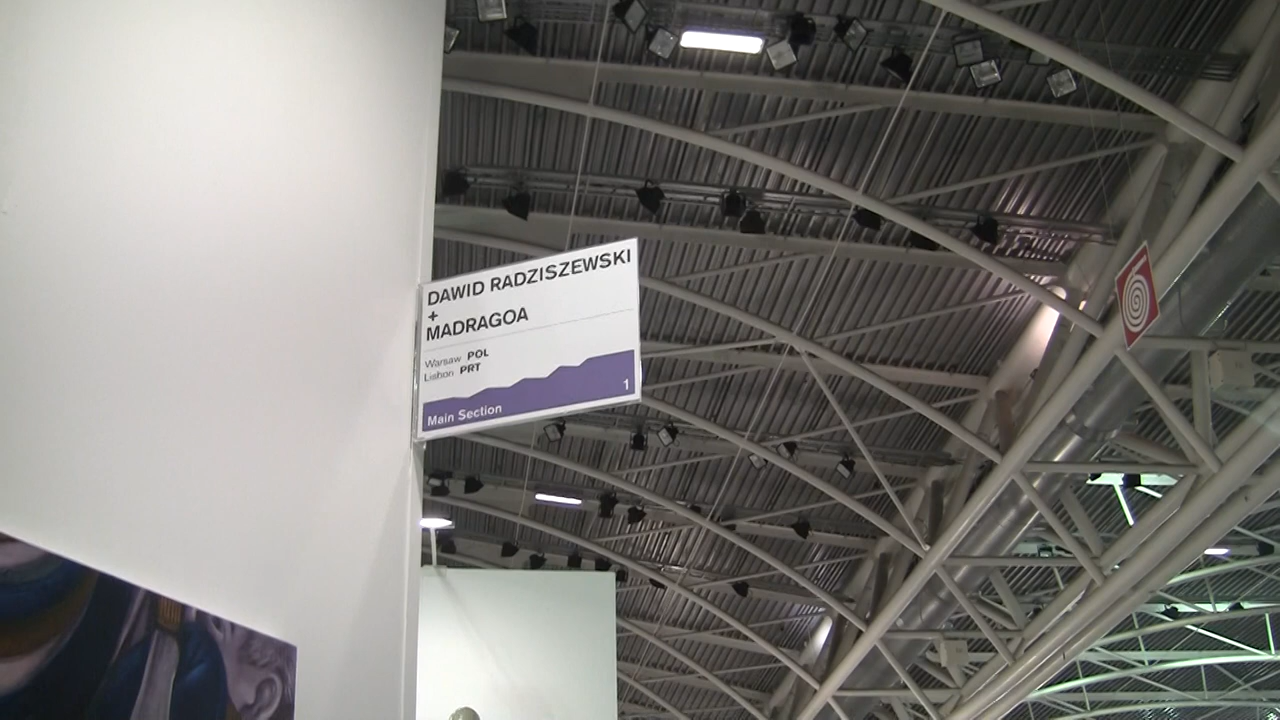 DAWID RADZISZEWSKI
+
MADRAGOA
Warsaw POL
Lisbon PRT
Main Section 1